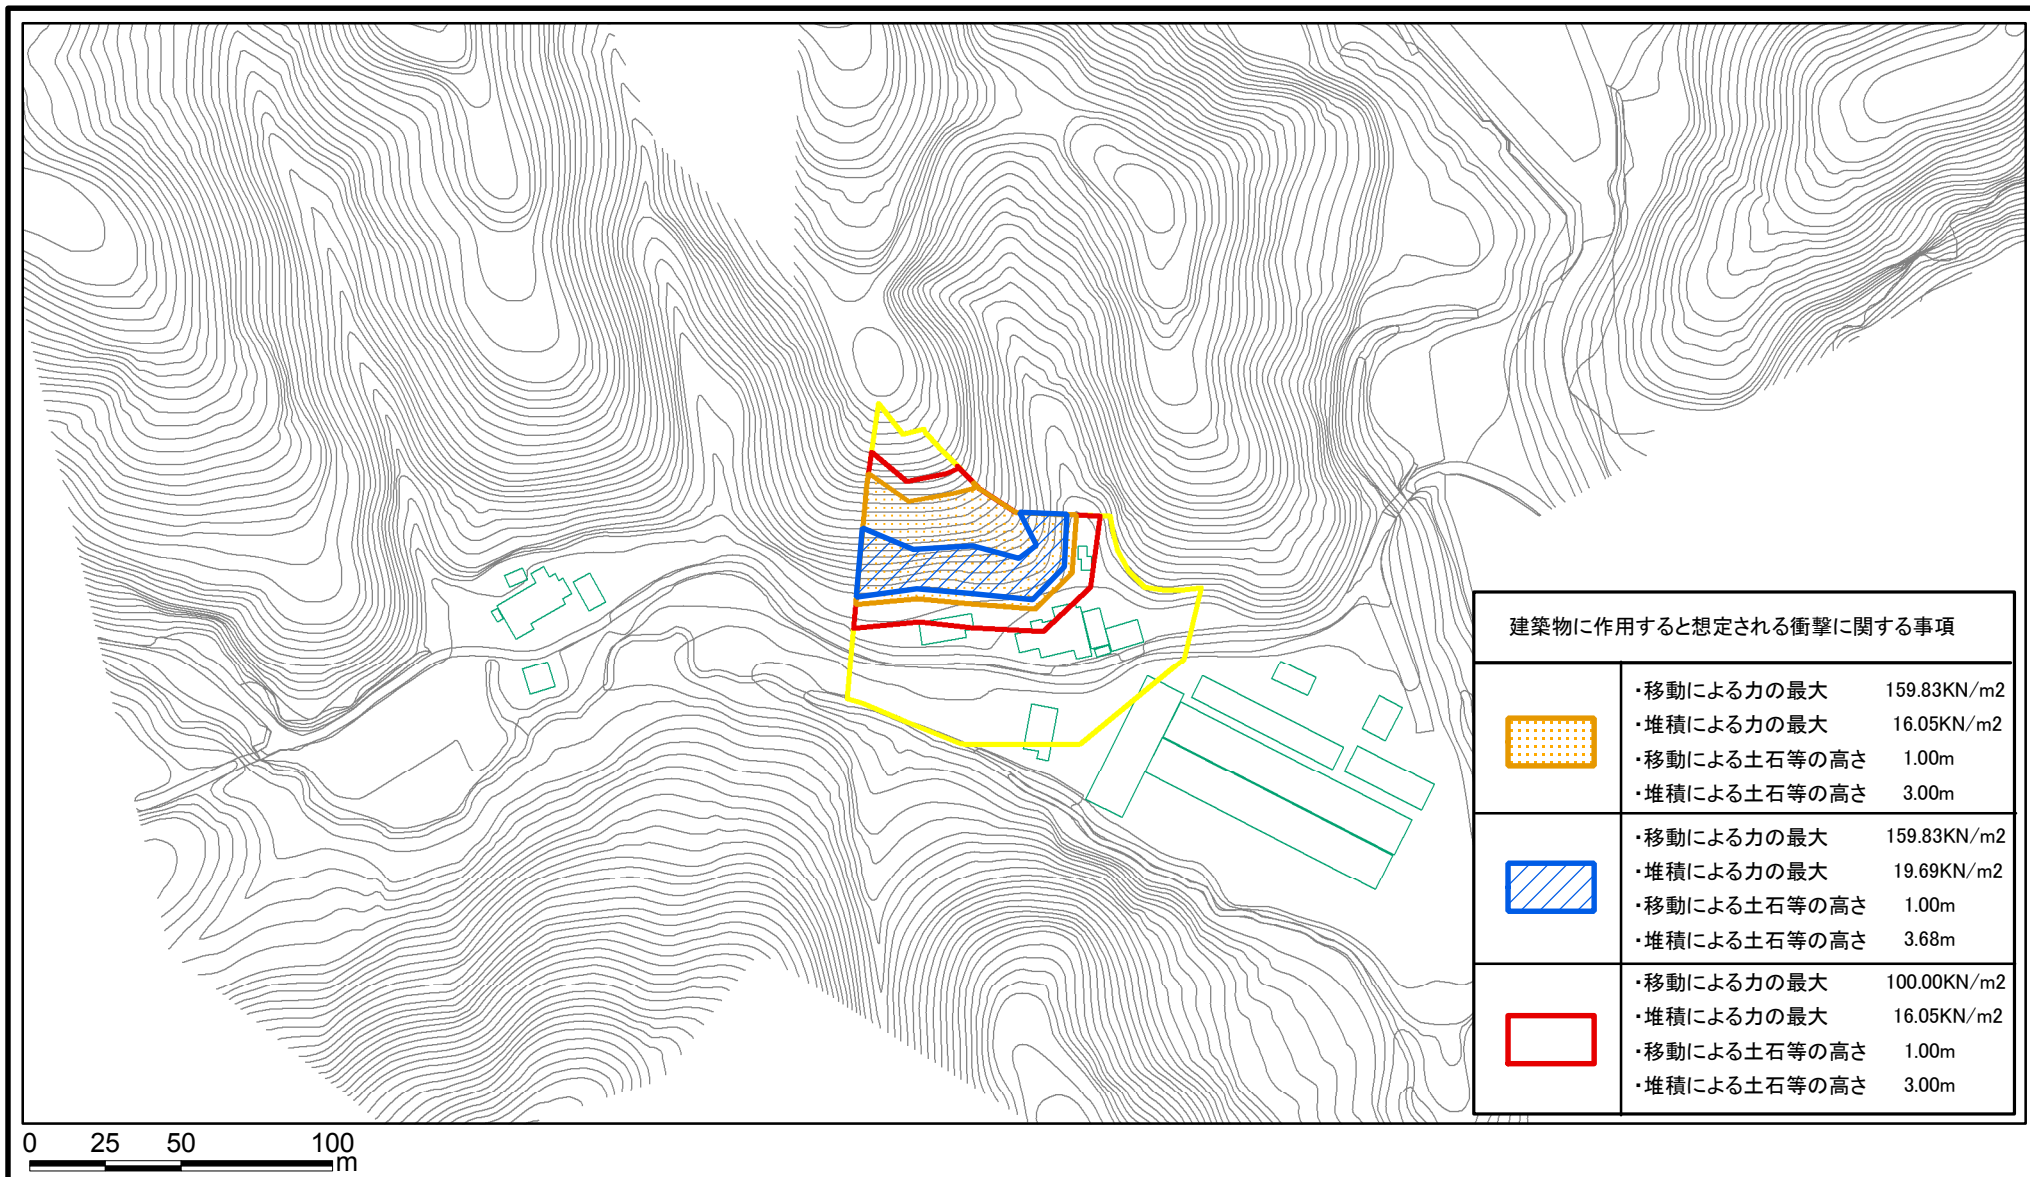 建築物に作用すると想定される衝撃に関する事項
・移動による力の最大 159.83KN/m2
・堆積による力の最大 16.05KN/m2
・移動による土石等の高さ 1.00m
・堆積による土石等の高さ 3.00m
・移動による力の最大 159.83KN/m2
・堆積による力の最大 19.69KN/m2
・移動による土石等の高さ 1.00m
・堆積による土石等の高さ 3.68m
・移動による力の最大 100.00KN/m2
・堆積による力の最大 16.05KN/m2
・移動による土石等の高さ 1.00m
・堆積による土石等の高さ 3.00m
0 25 50 100
m